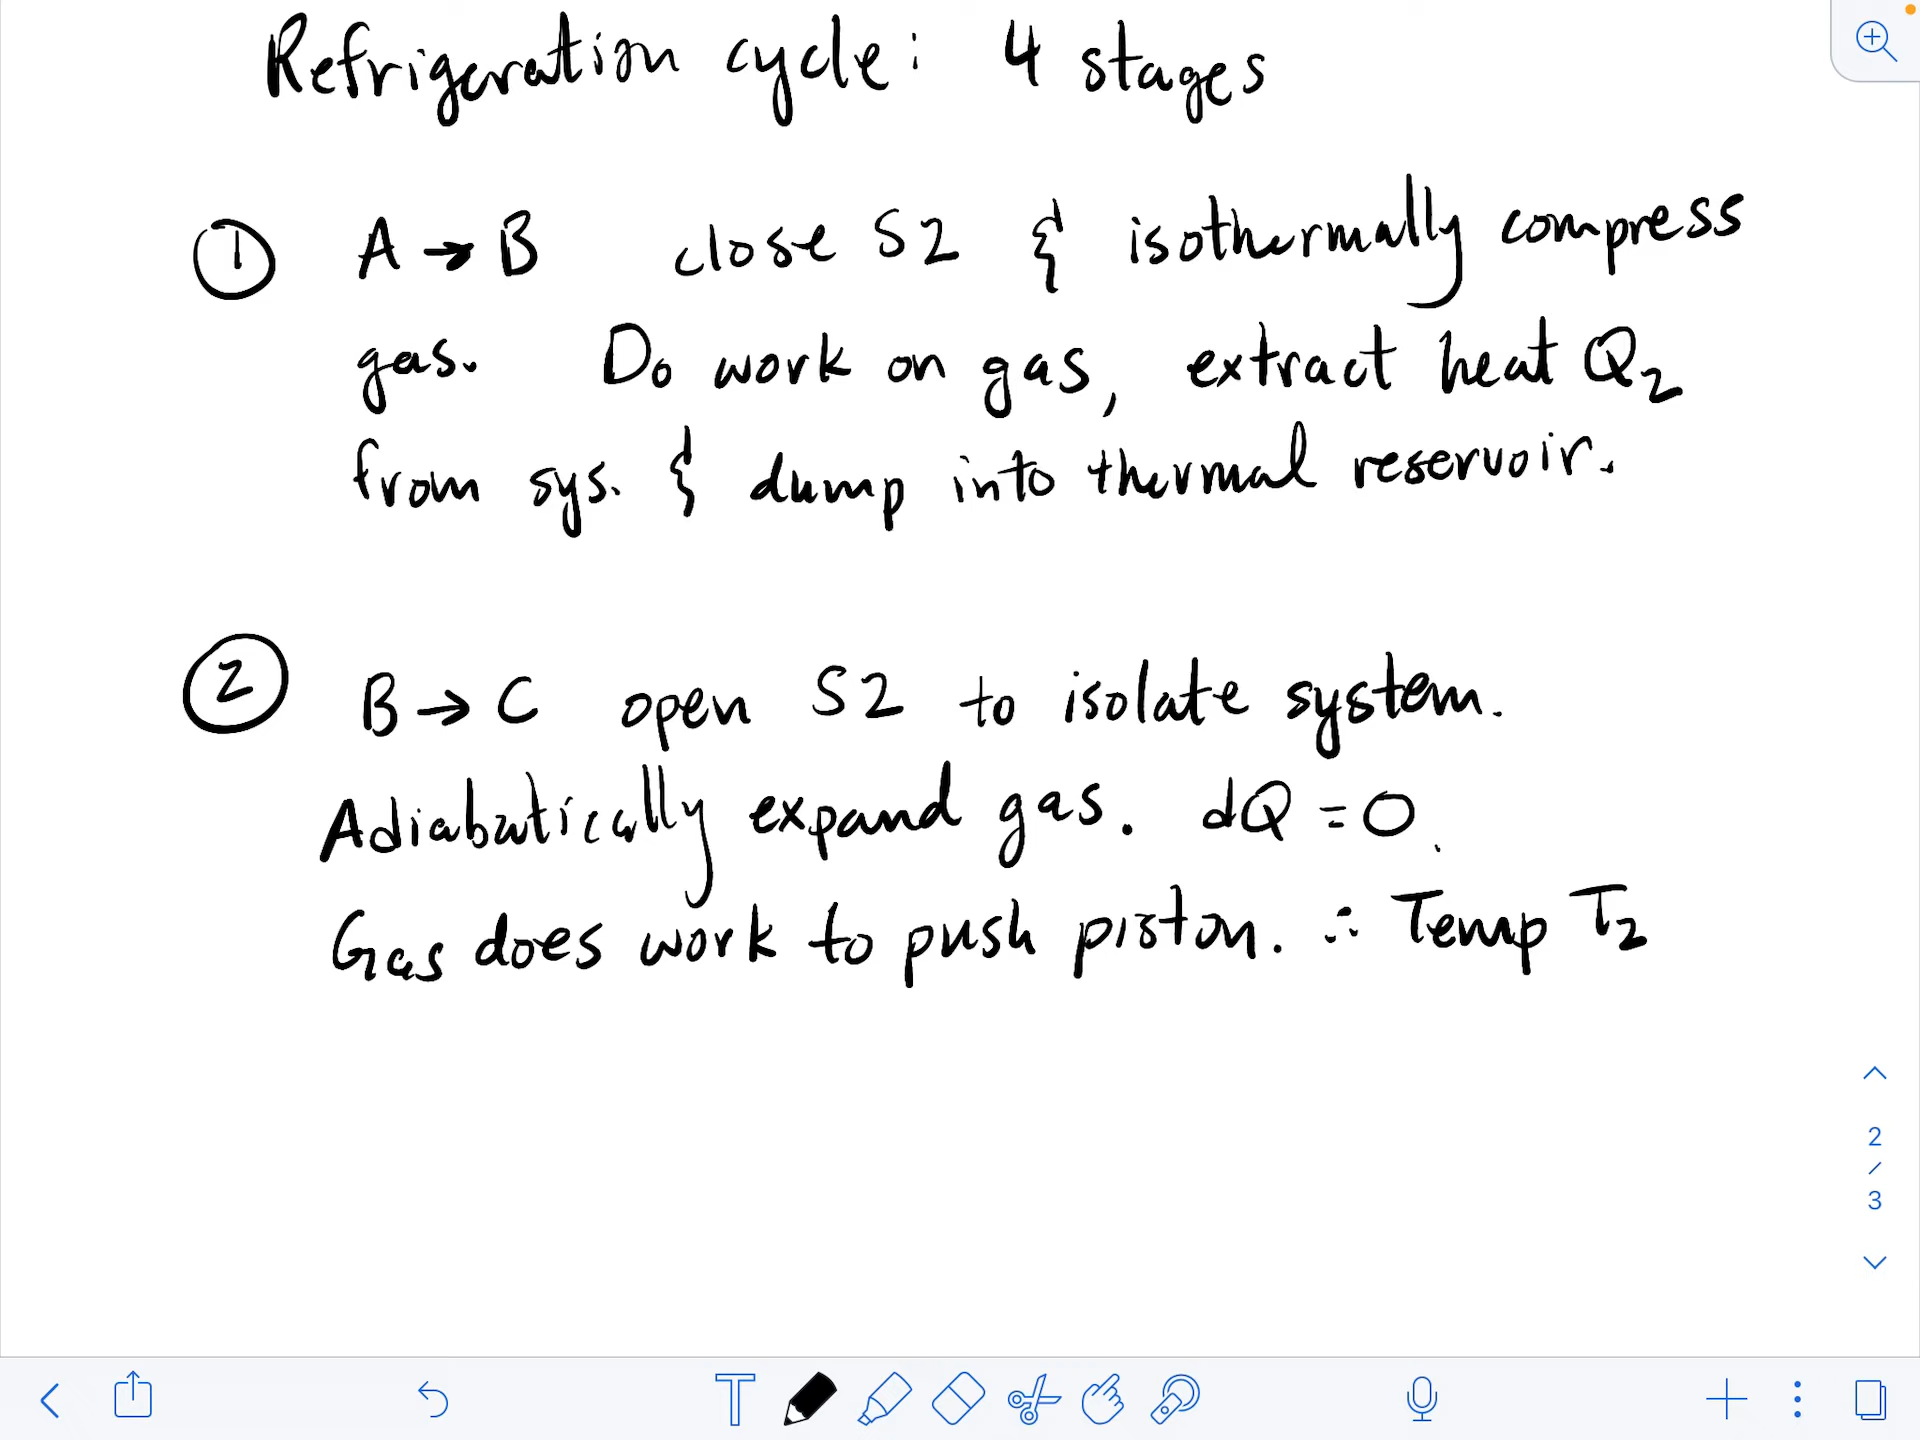 Refrigeration cycle: 4 stages
① A → B close S2 & isothermally compress
gas. Do work on gas, extract heat Q₂
from sys. & dump into thermal reservoir.
② B → C open S2 to isolate system.
Adiabatically expand gas. dQ = 0.
Gas does work to push piston. ∴ Temp T₂
2
/
3
T